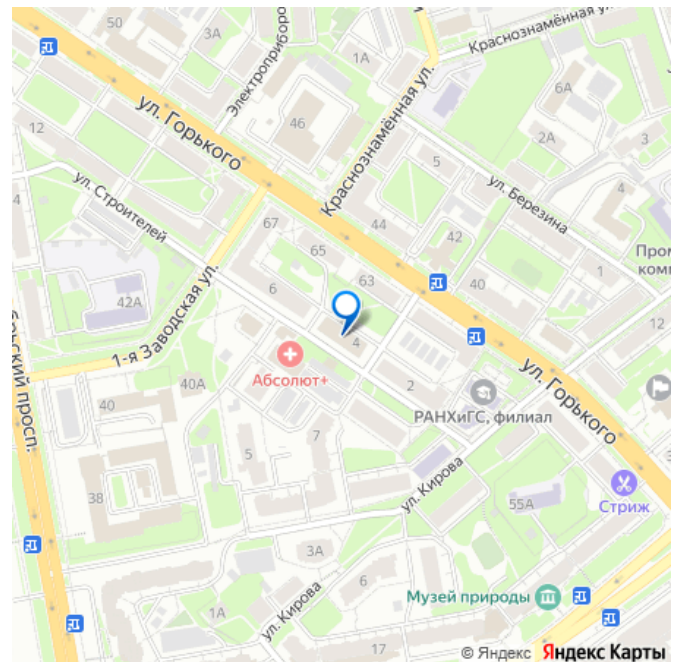 50
3А
1А
Краснознамённая ул.
Электроприборо
6А
2А
3
46
ул. Горького
Краснознамённая ул.
12
5
4
ул. Строителей
ул. Березина
67
44
65
42
Пром
комп
1
63
40
6
42А
12
1-я Заводская ул.
4
Абсолют+
2
ул. Горького
РАНХиГС, филиал
40А
40
ьский просп.
7
5
ул. Кирова
38
55А
Стриж
3А
6
1А
Музей природы
ул. Кирова
17
© Яндекс Яндекс Карты